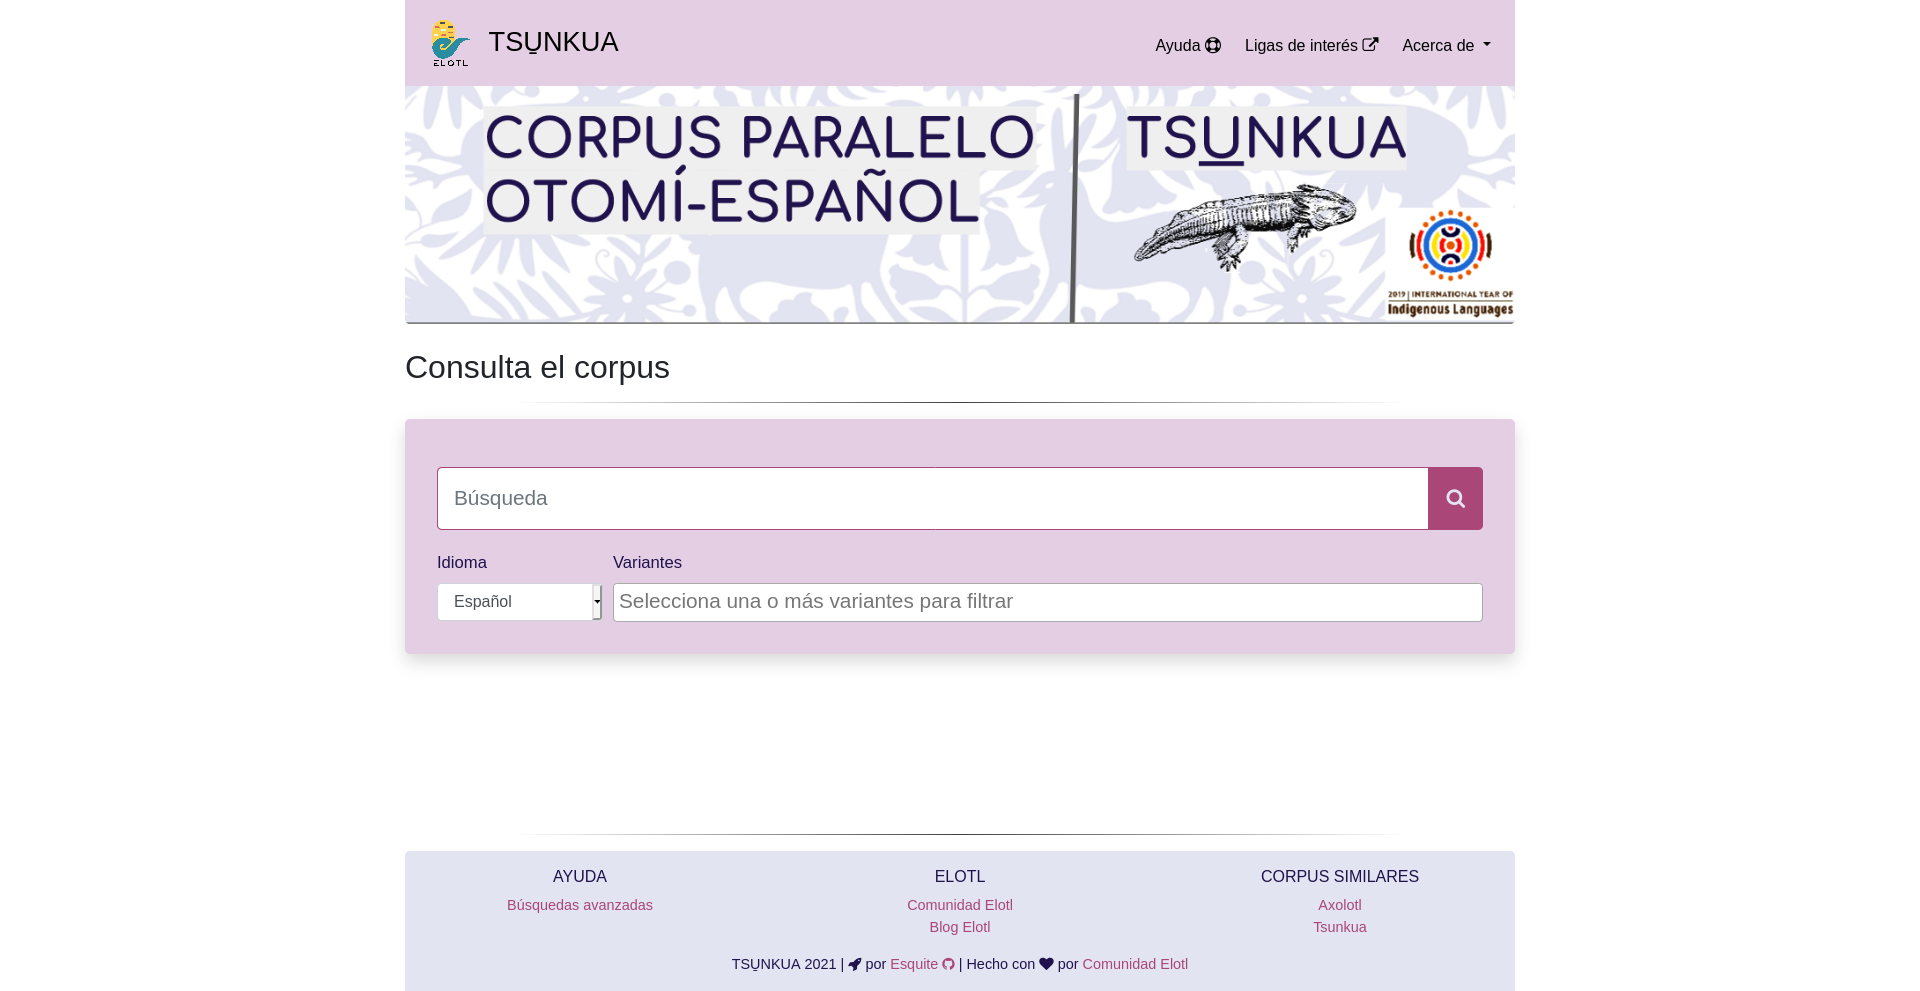 ELOTL
TSU̱NKUA
Ayuda
Ligas de interés
Acerca de
CORPUS PARALELO
OTOMÍ-ESPAÑOL
TSU̱NKUA
2019 | INTERNATIONAL YEAR OF
Indigenous Languages
Consulta el corpus
Búsqueda
Idioma
Variantes
Español
Selecciona una o más variantes para filtrar
AYUDA
Búsquedas avanzadas
ELOTL
Comunidad Elotl
Blog Elotl
CORPUS SIMILARES
Axolotl
Tsunkua
TSU̱NKUA 2021 | por Esquite | Hecho con por Comunidad Elotl